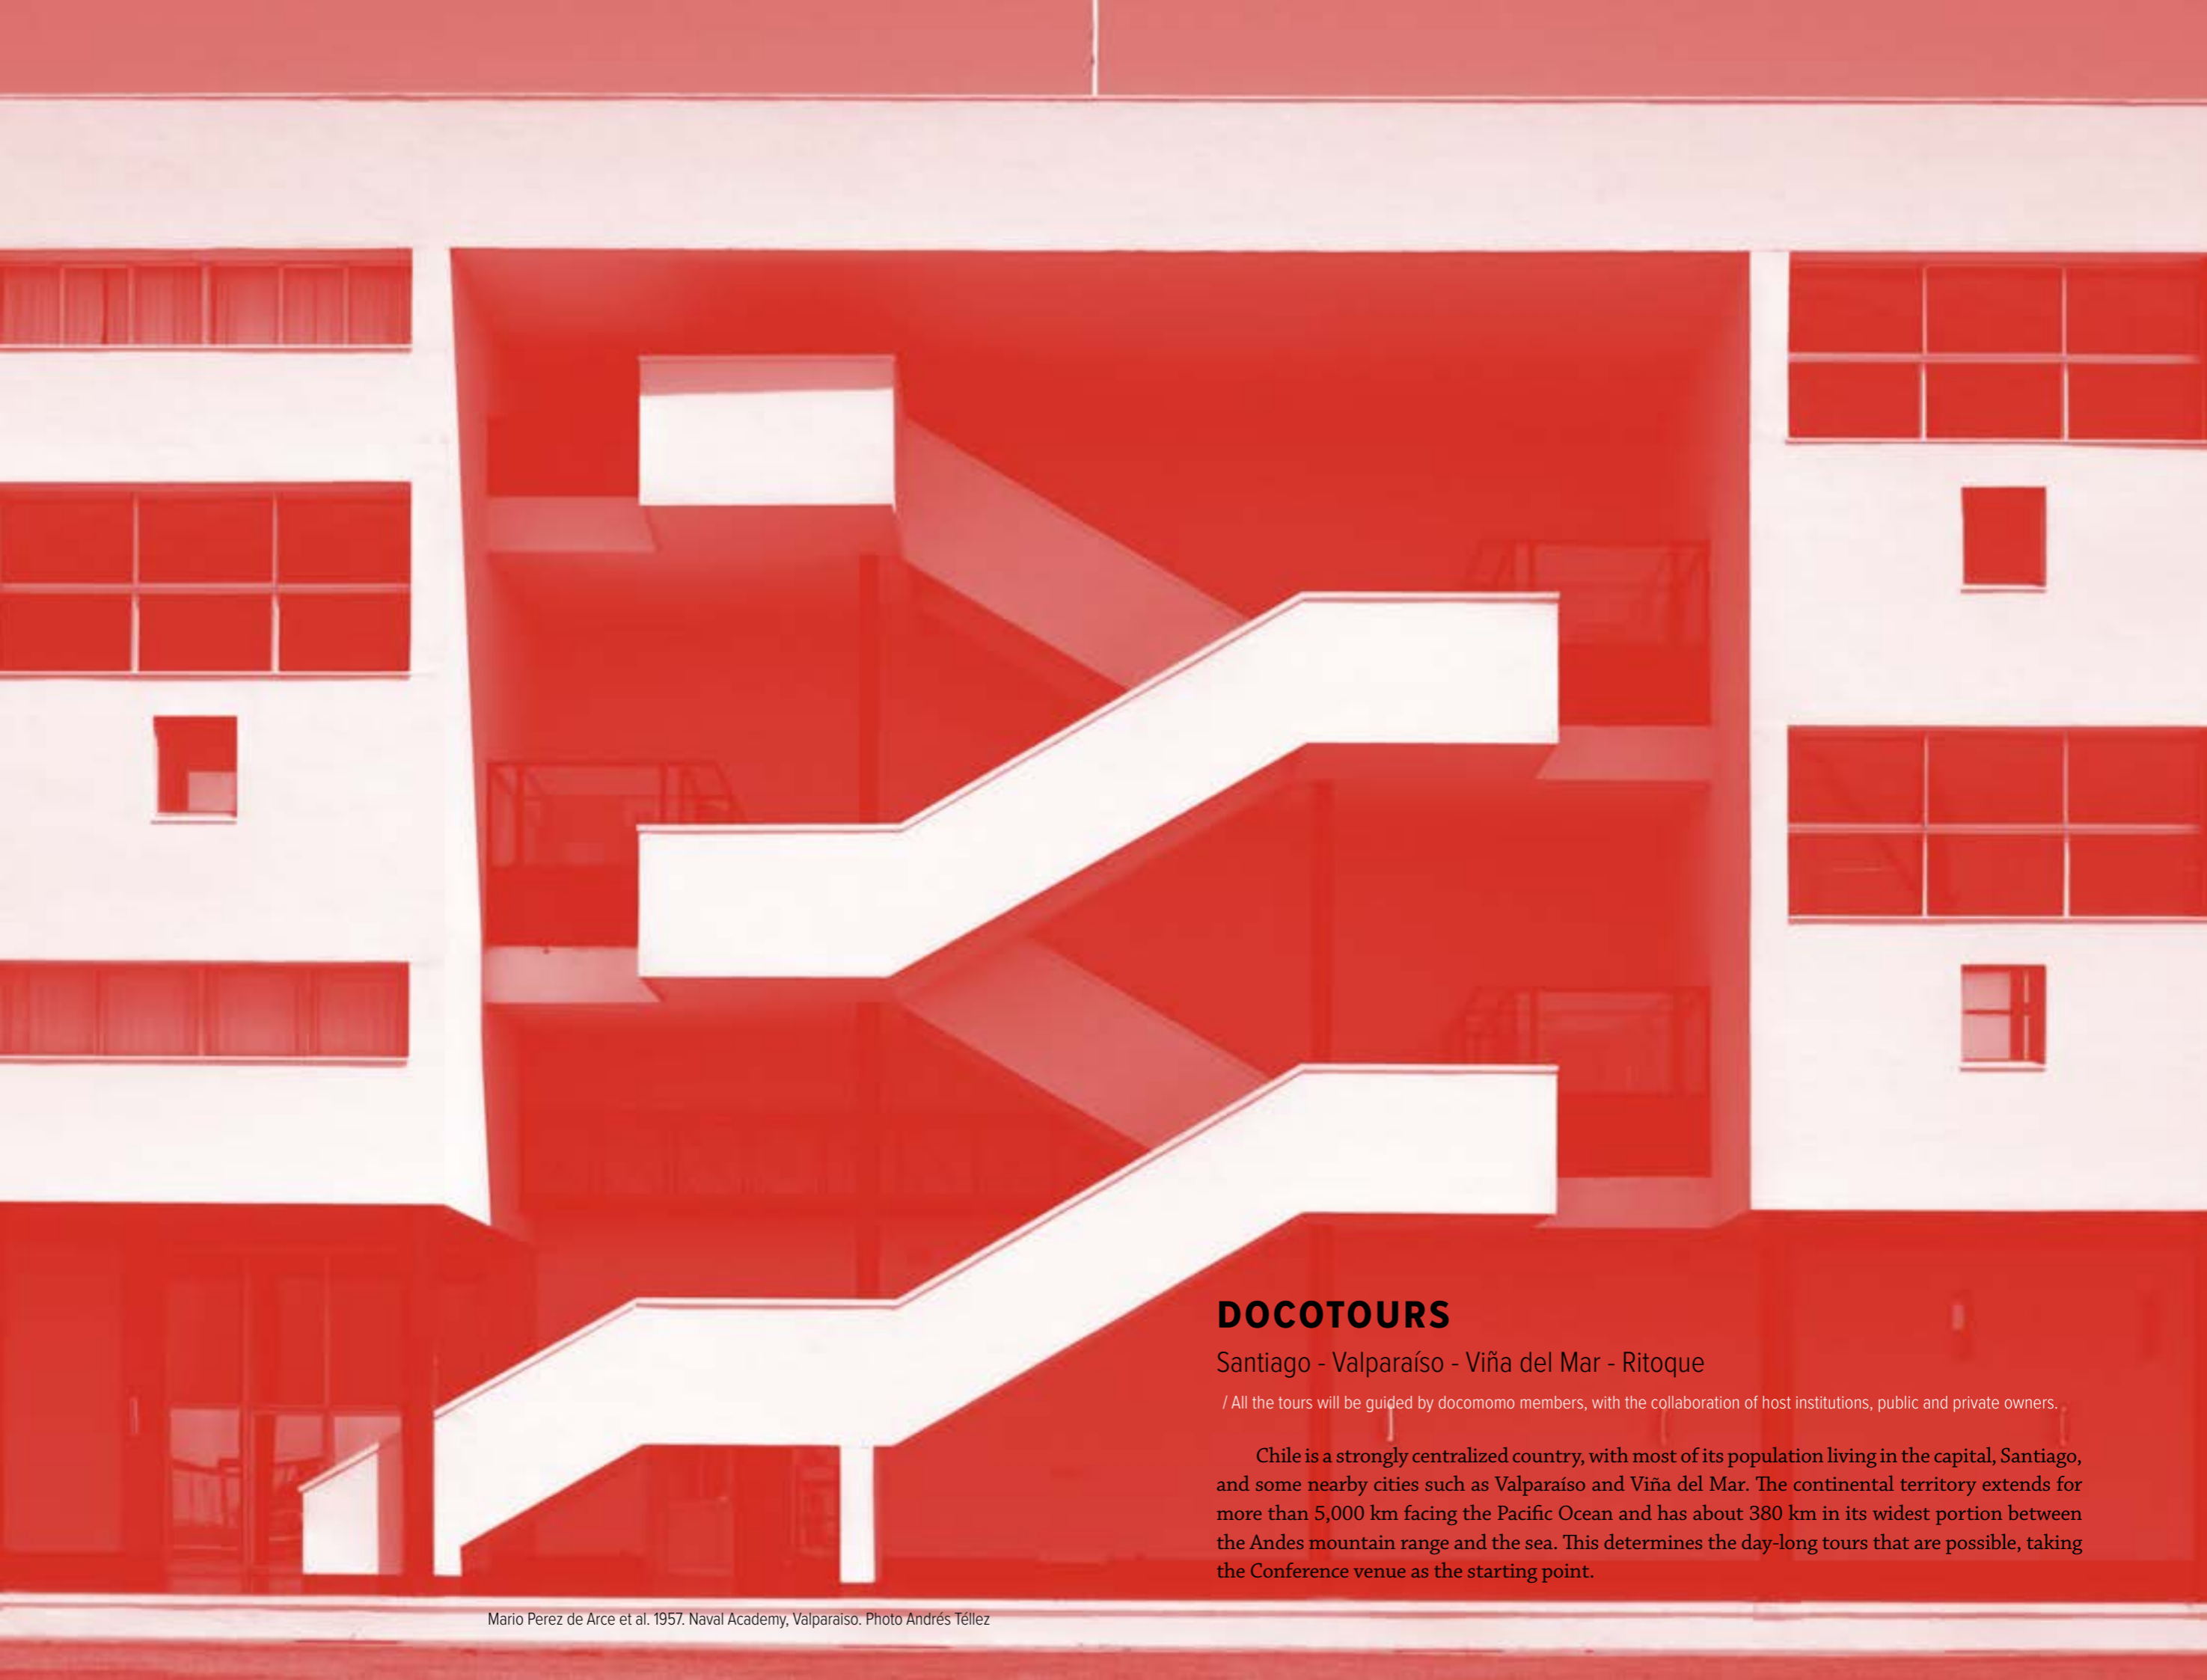 DOCOTOURS
Santiago - Valparaíso - Viña del Mar - Ritoque
/ All the tours will be guided by docomomo members, with the collaboration of host institutions, public and private owners.
Chile is a strongly centralized country, with most of its population living in the capital, Santiago,
and some nearby cities such as Valparaíso and Viña del Mar. The continental territory extends for
more than 5,000 km facing the Pacific Ocean and has about 380 km in its widest portion between
the Andes mountain range and the sea. This determines the day-long tours that are possible, taking
the Conference venue as the starting point.
Mario Perez de Arce et al. 1957. Naval Academy, Valparaiso. Photo Andrés Téllez